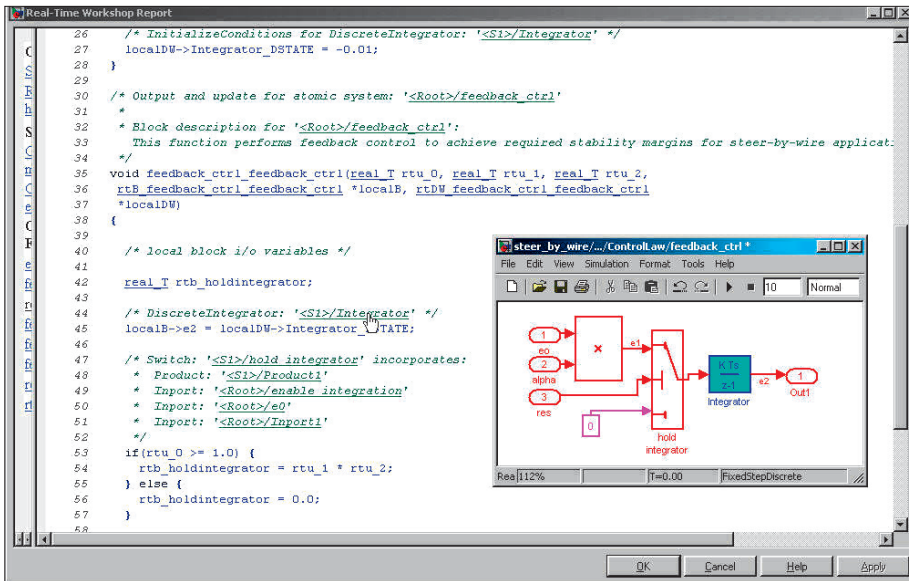 Real-Time Workshop Report
26 /* InitializeConditions for DiscreteIntegrator: '<S1>/Integrator' */
27 localDW->Integrator_DSTATE = -0.01;
28 }
29
30 /* Output and update for atomic system: '<Root>/feedback_ctrl'
31 *
32 * Block description for '<Root>/feedback_ctrl':
33 This function performs feedback control to achieve required stability margins for steer-by-wire applicat
34 */
35 void feedback_ctrl_feedback_ctrl(real_T rtu_0, real_T rtu_1, real_T rtu_2,
36 rtB_feedback_ctrl_feedback_ctrl *localB, rtDW_feedback_ctrl_feedback_ctrl
37 *localDW)
38 {
39
40 /* local block i/o variables */
41
42 real_T rtb_holdintegrator;
43
44 /* DiscreteIntegrator: '<S1>/Integrator' */
45 localB->e2 = localDW->Integrator_DSTATE;
46
47 /* Switch: '<S1>/hold integrator' incorporates:
48 * Product: '<S1>/Product1'
49 * Inport: '<Root>/enable integration'
50 * Inport: '<Root>/e0'
51 * Inport: '<Root>/Inport1'
52 */
53 if(rtu_0 >= 1.0) {
54 rtb_holdintegrator = rtu_1 * rtu_2;
55 } else {
56 rtb_holdintegrator = 0.0;
57 }
58
steer_by_wire/.../ControlLaw/feedback_ctrl *
File Edit View Simulation Format Tools Help
10 Normal
1
eo
2
alpha
3
res
×
e1
0
hold
integrator
K Ts
z-1
Integrator
e2
1
Out1
Rea 112% T=0.00 FixedStepDiscrete
OK Cancel Help Apply